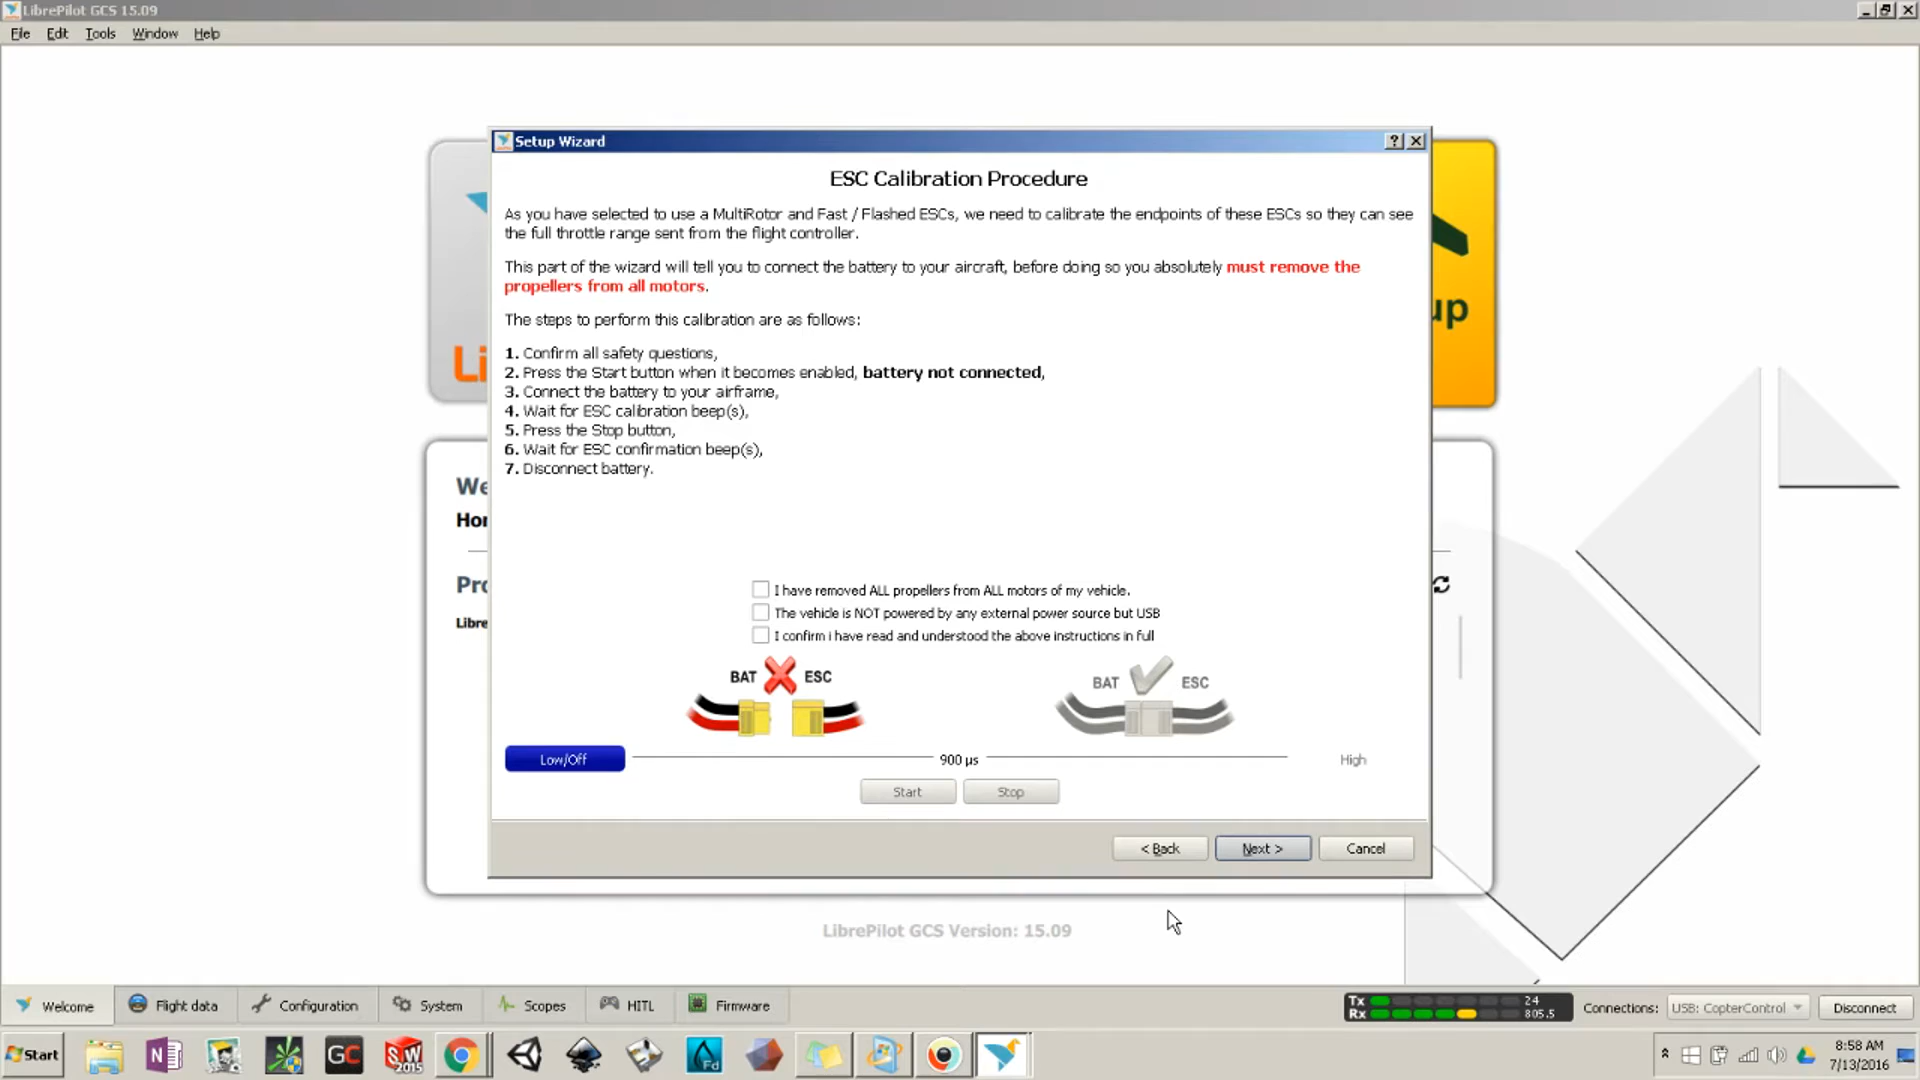 LibrePilot GCS 15.09
File Edit Tools Window Help
Setup Wizard
ESC Calibration Procedure
As you have selected to use a MultiRotor and Fast / Flashed ESCs, we need to calibrate the endpoints of these ESCs so they can see
the full throttle range sent from the flight controller.
This part of the wizard will tell you to connect the battery to your aircraft, before doing so you absolutely must remove the
propellers from all motors.
The steps to perform this calibration are as follows:
1. Confirm all safety questions,
2. Press the Start button when it becomes enabled, battery not connected,
3. Connect the battery to your airframe,
4. Wait for ESC calibration beep(s),
5. Press the Stop button,
6. Wait for ESC confirmation beep(s),
7. Disconnect battery.
Li
up
We
Hor
Pro
Libre
I have removed ALL propellers from ALL motors of my vehicle.
The vehicle is NOT powered by any external power source but USB
I confirm i have read and understood the above instructions in full
BAT ESC
BAT ESC
Low/Off 900 µs High
Start Stop
< Back Next > Cancel
LibrePilot GCS Version: 15.09
Welcome Flight data Configuration System Scopes HITL Firmware
Tx 24
Rx 805.5
Connections: USB: CopterControl Disconnect
Start
GC
SW
2015
Fd
8:58 AM
7/13/2016